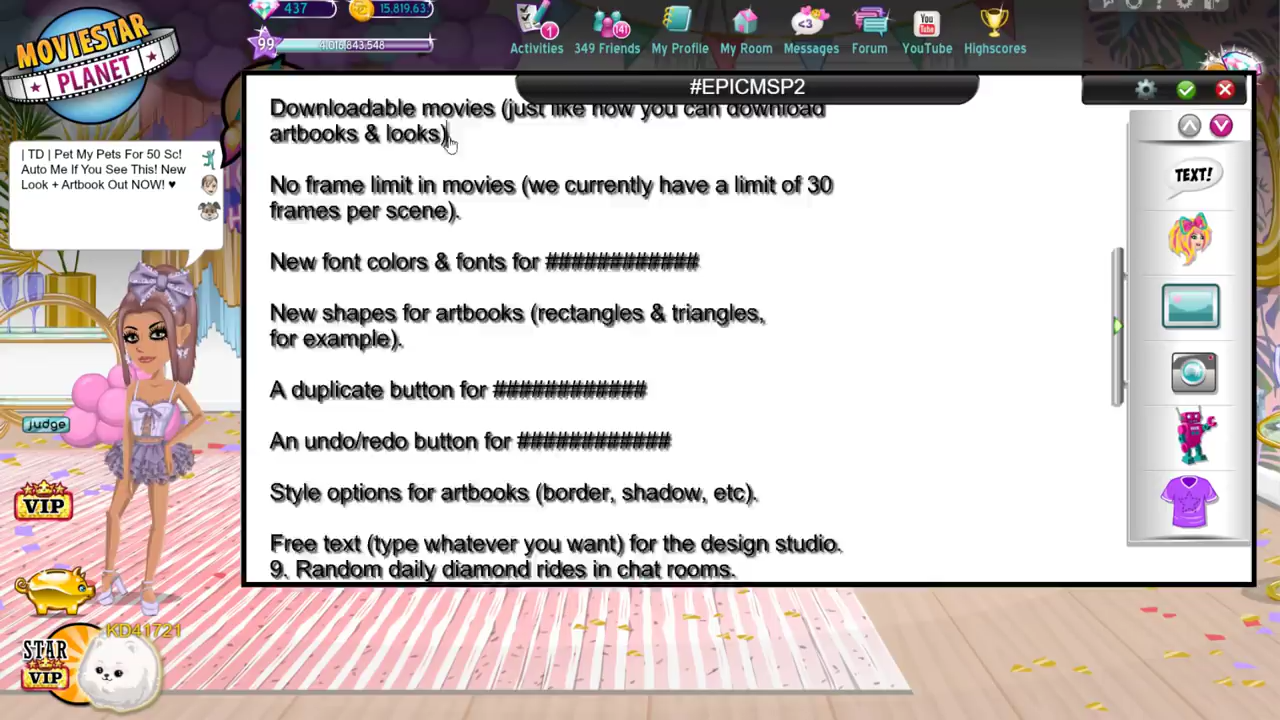 MOVIESTAR
PLANET
437
15.819.63
99
4.016.843.548
1
Activities
141
349 Friends
My Profile
My Room
<3
Messages
Forum
You
Tube
YouTube
Highscores
#EPICMSP2
| TD | Pet My Pets For 50 Sc!
Auto Me If You See This! New
Look + Artbook Out NOW! ♥
Downloadable movies (just like how you can download
artbooks & looks)
No frame limit in movies (we currently have a limit of 30
frames per scene).
New font colors & fonts for ############
New shapes for artbooks (rectangles & triangles,
for example).
A duplicate button for ############
An undo/redo button for ############
Style options for artbooks (border, shadow, etc).
Free text (type whatever you want) for the design studio.
9. Random daily diamond rides in chat rooms.
TEXT!
judge
VIP
KD41721
STAR
VIP